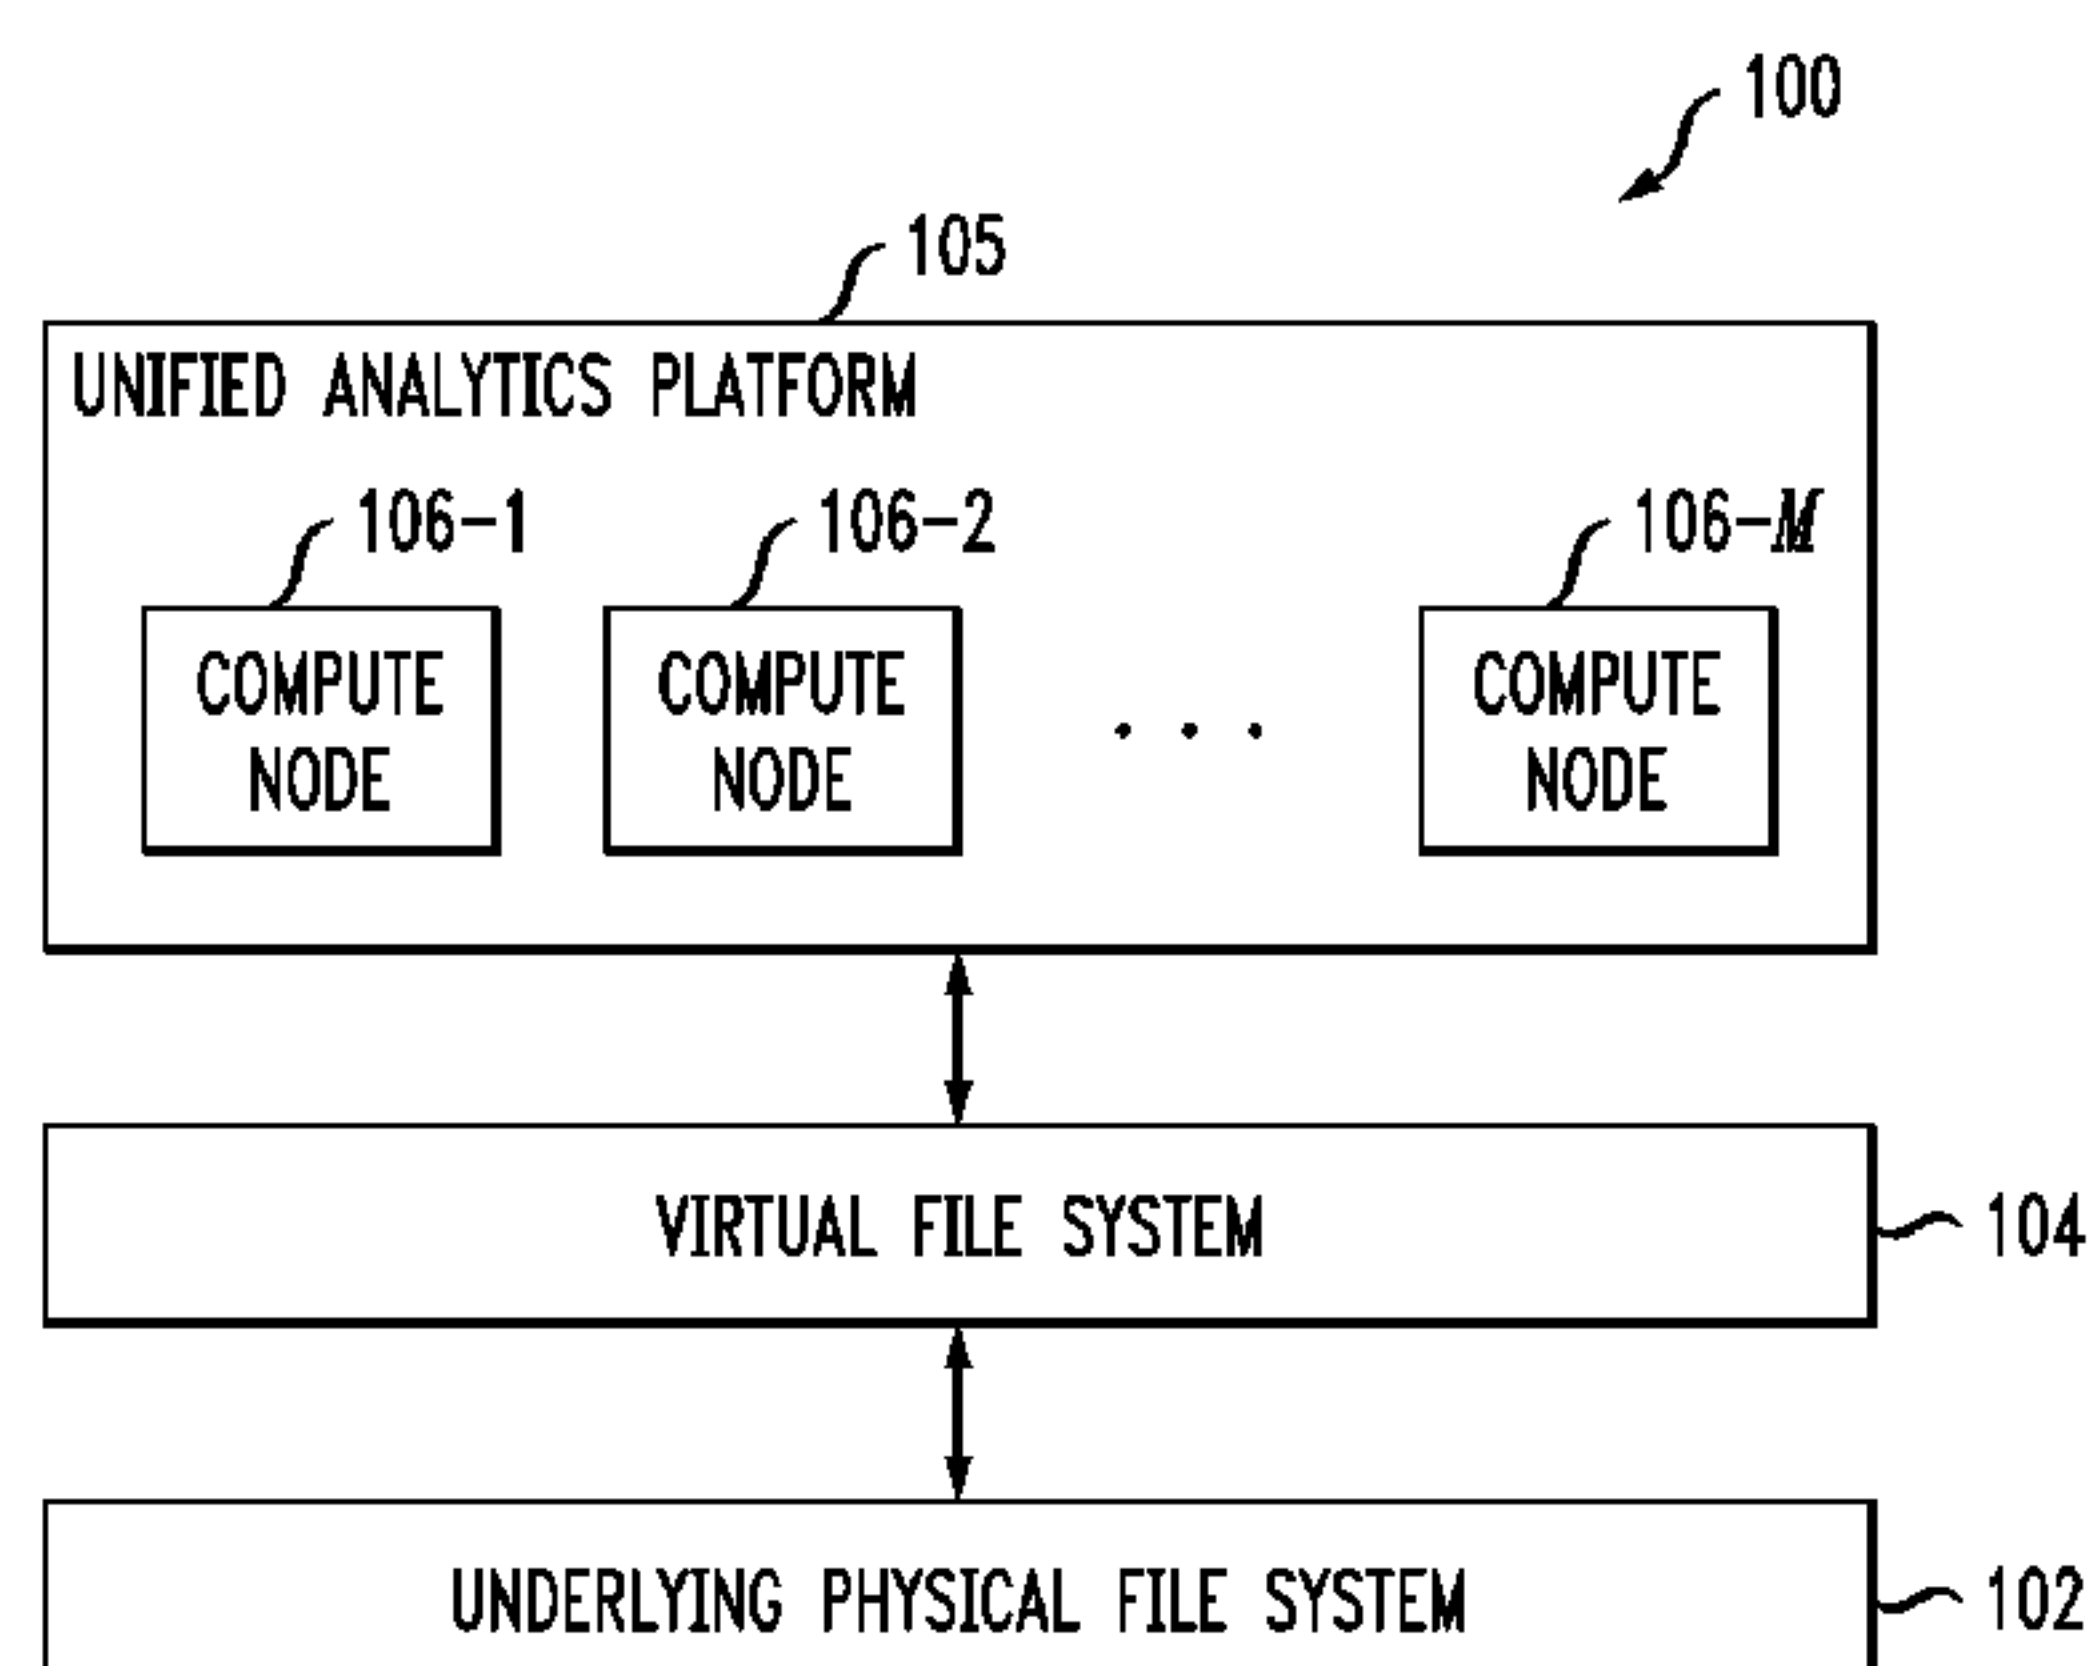 100
105
UNIFIED ANALYTICS PLATFORM
106-1
106-2
106-M
COMPUTE
NODE
COMPUTE
NODE
. . .
COMPUTE
NODE
VIRTUAL FILE SYSTEM
104
UNDERLYING PHYSICAL FILE SYSTEM
102